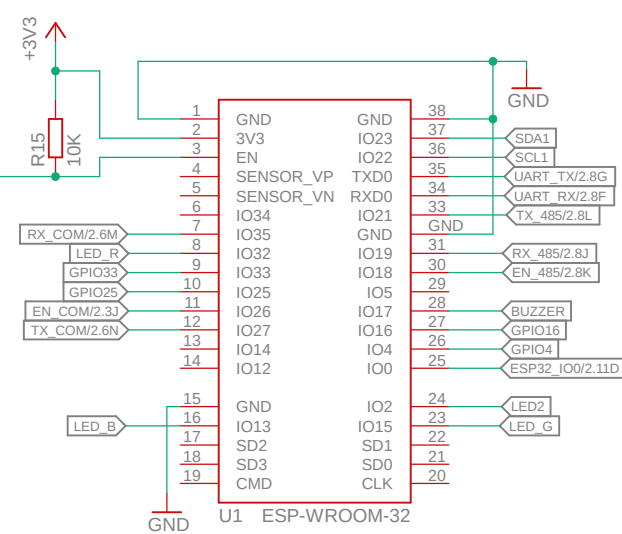 +3V3
GND
R15
10K
1 GND GND 38
2 3V3 IO23 37 SDA1
3 EN IO22 36 SCL1
4 SENSOR_VP TXD0 35 UART_TX/2.8G
5 SENSOR_VN RXD0 34 UART_RX/2.8F
6 IO34 IO21 33 TX_485/2.8L
GND
RX_COM/2.6M 7 IO35 GND
LED_R 8 IO32 IO19 31 RX_485/2.8J
GPIO33 9 IO33 IO18 30 EN_485/2.8K
GPIO25 10 IO25 IO5 29
EN_COM/2.3J 11 IO26 IO17 28 BUZZER
TX_COM/2.6N 12 IO27 IO16 27 GPIO16
13 IO14 IO4 26 GPIO4
14 IO12 IO0 25 ESP32_IO0/2.11D
15 GND IO2 24 LED2
LED_B 16 IO13 IO15 23 LED_G
17 SD2 SD1 22
18 SD3 SD0 21
19 CMD CLK 20
GND
U1 ESP-WROOM-32